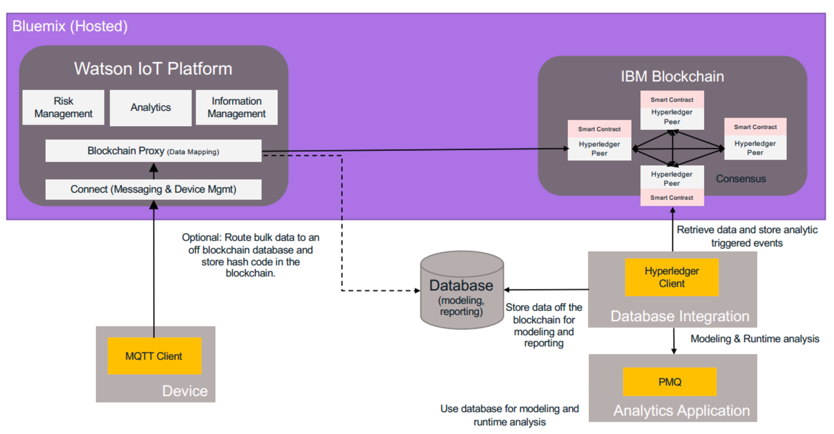 Bluemix (Hosted)
Watson IoT Platform
Risk
Management
Analytics
Information
Management
Blockchain Proxy (Data Mapping)
Connect (Messaging & Device Mgmt)
IBM Blockchain
Smart Contract
Hyperledger
Peer
Smart Contract
Hyperledger
Peer
Smart Contract
Hyperledger
Peer
Hyperledger
Peer
Smart Contract
Consensus
Optional: Route bulk data to an
off blockchain database and
store hash code in the
blockchain.
Retrieve data and store analytic
triggered events
Database
(modeling,
reporting)
Store data off the
blockchain for
modeling and
reporting
Hyperledger
Client
Database Integration
Modeling & Runtime analysis
MQTT Client
Device
PMQ
Analytics Application
Use database for modeling and
runtime analysis